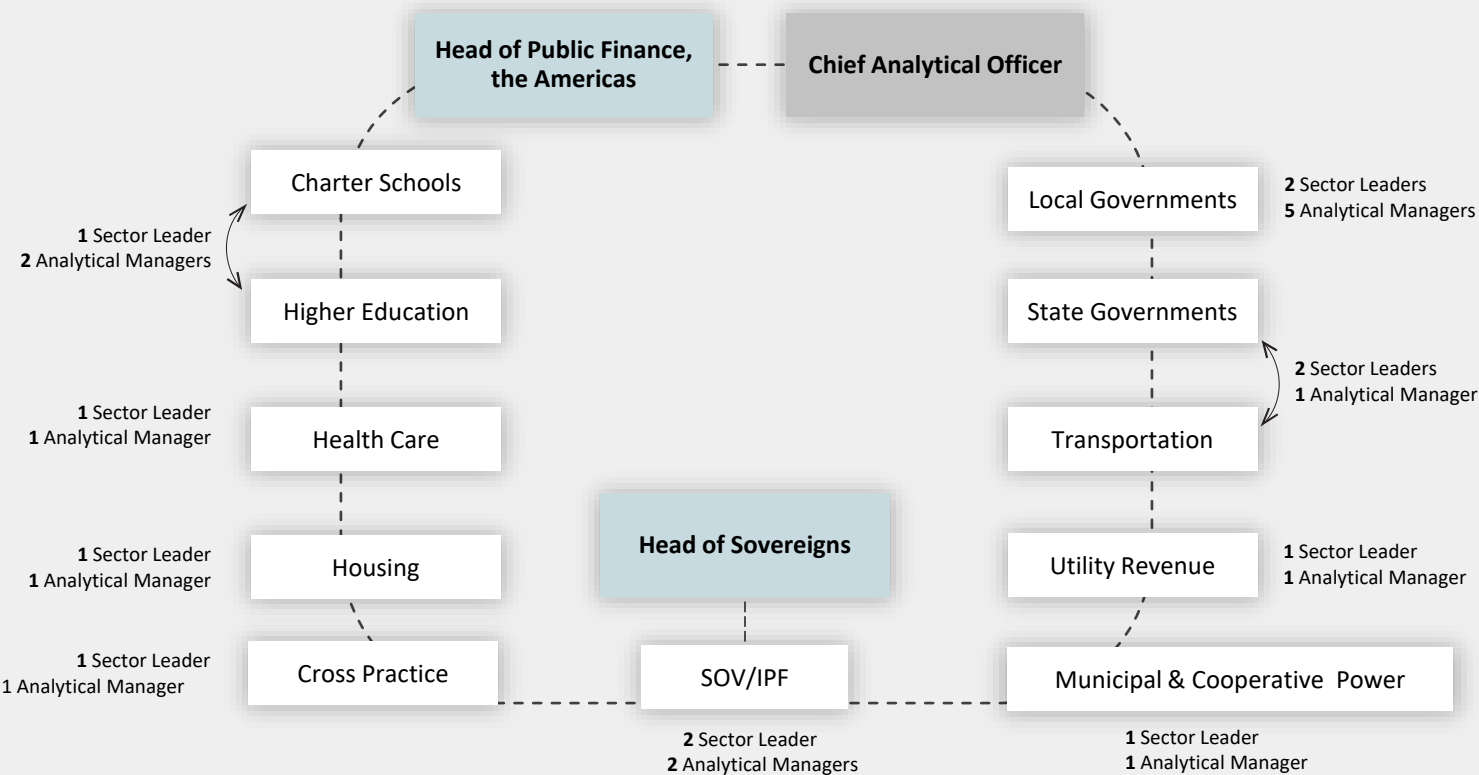 Head of Public Finance,
the Americas
Chief Analytical Officer
Charter Schools
1 Sector Leader
2 Analytical Managers
Higher Education
1 Sector Leader
1 Analytical Manager
Health Care
1 Sector Leader
1 Analytical Manager
Housing
1 Sector Leader
1 Analytical Manager
Cross Practice
Head of Sovereigns
SOV/IPF
2 Sector Leader
2 Analytical Managers
Local Governments
2 Sector Leaders
5 Analytical Managers
State Governments
2 Sector Leaders
1 Analytical Manager
Transportation
Utility Revenue
1 Sector Leader
1 Analytical Manager
Municipal & Cooperative Power
1 Sector Leader
1 Analytical Manager